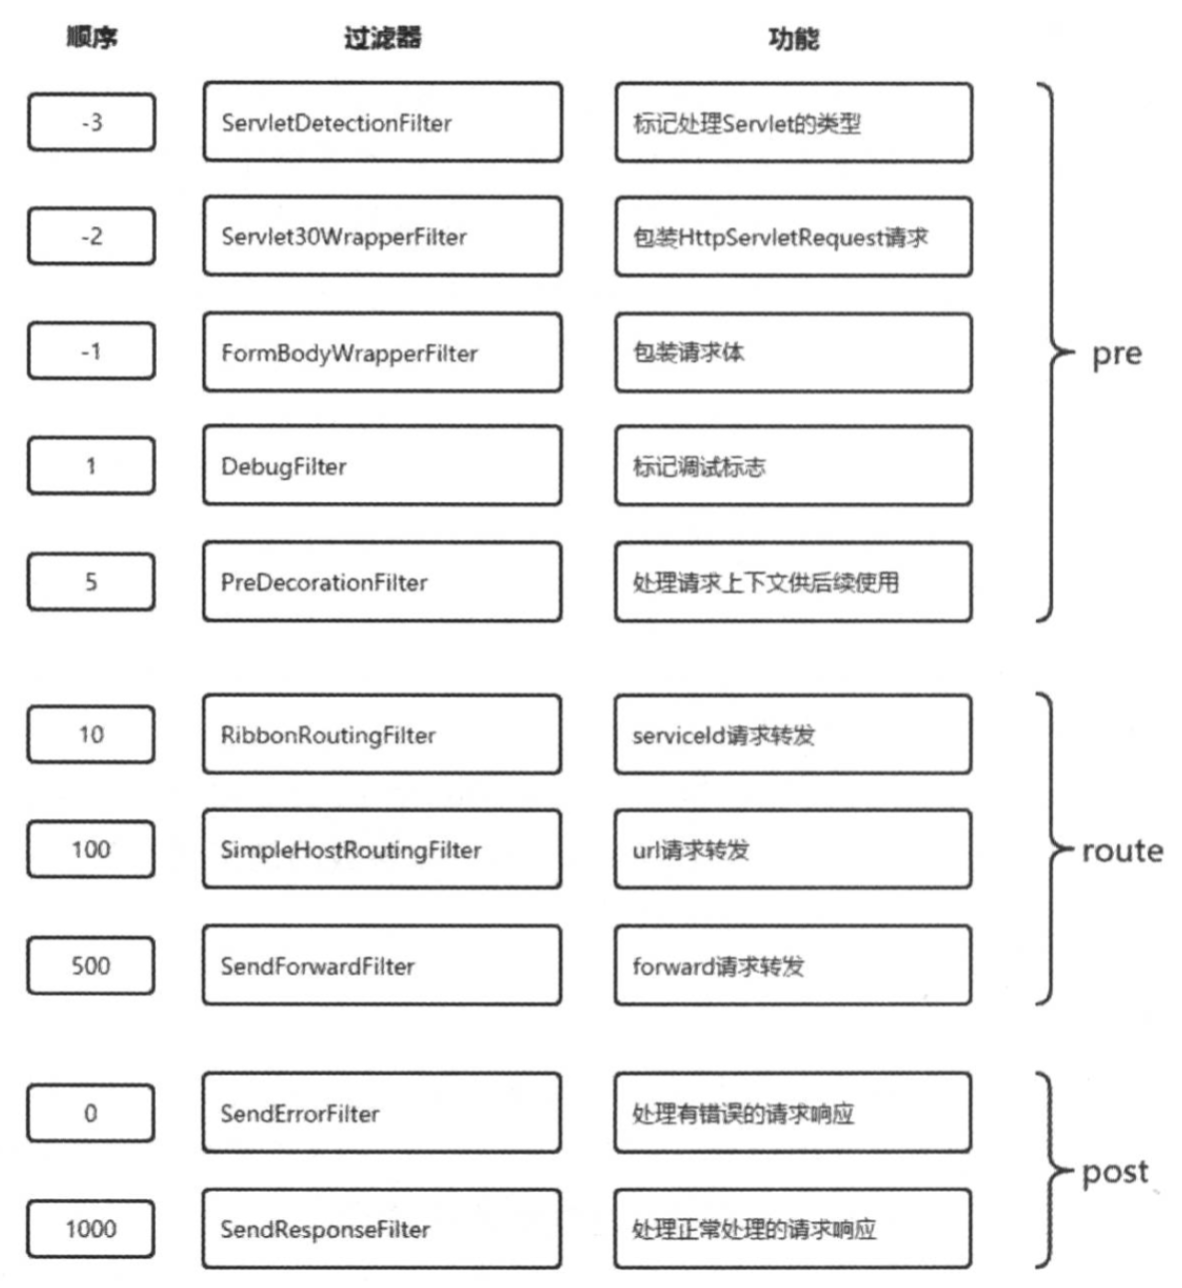 顺序 过滤器 功能
-3 ServletDetectionFilter 标记处理Servlet的类型
-2 Servlet30WrapperFilter 包装HttpServletRequest请求
-1 FormBodyWrapperFilter 包装请求体
pre
1 DebugFilter 标记调试标志
5 PreDecorationFilter 处理请求上下文供后续使用
10 RibbonRoutingFilter serviceId请求转发
100 SimpleHostRoutingFilter url请求转发
route
500 SendForwardFilter forward请求转发
0 SendErrorFilter 处理有错误的请求响应
post
1000 SendResponseFilter 处理正常处理的请求响应